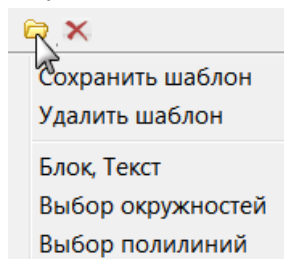 Сохранить шаблон
Удалить шаблон
Блок, Текст
Выбор окружностей
Выбор полилиний